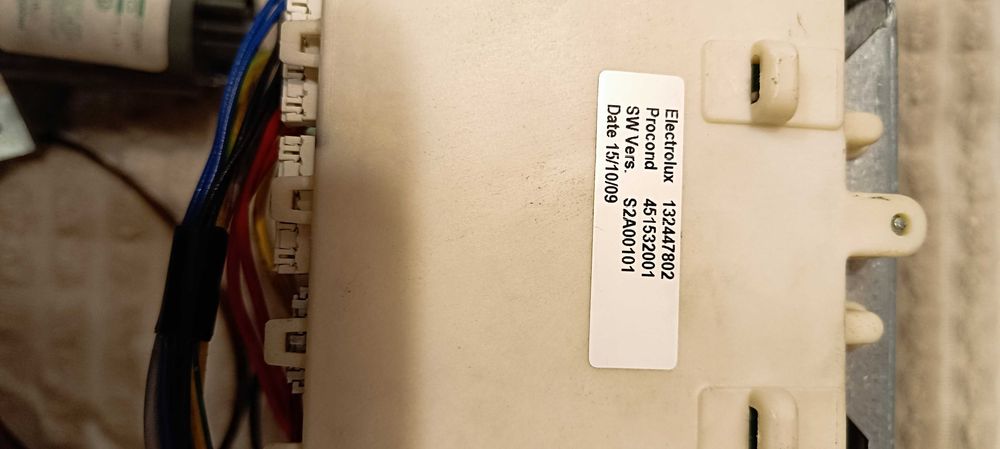 Electrolux 132447802
Procond 451532001
SW Vers. S2A00101
Date 15/10/09